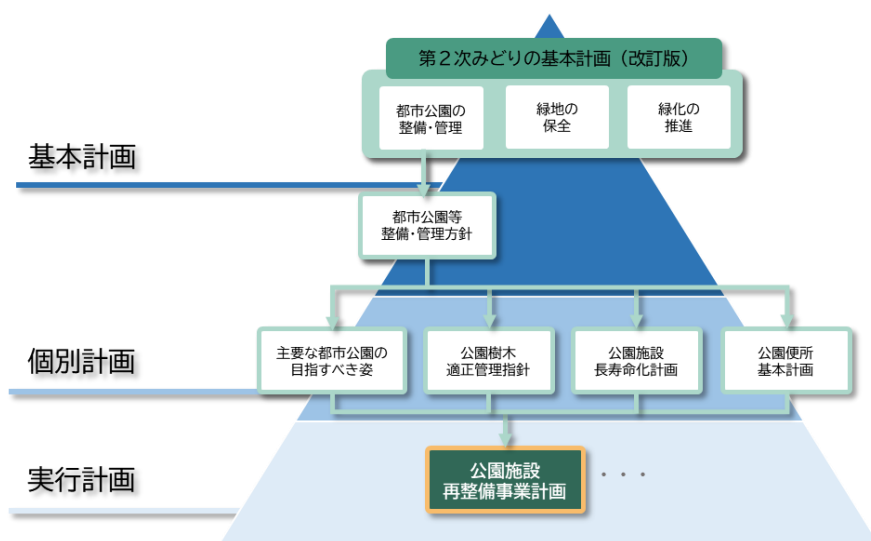 第２次みどりの基本計画（改訂版）
都市公園の
整備・管理
緑地の
保全
緑化の
推進
基本計画
都市公園等
整備・管理方針
個別計画
主要な都市公園の
目指すべき姿
公園樹木
適正管理指針
公園施設
長寿命化計画
公園便所
基本計画
実行計画
公園施設
再整備事業計画
・・・